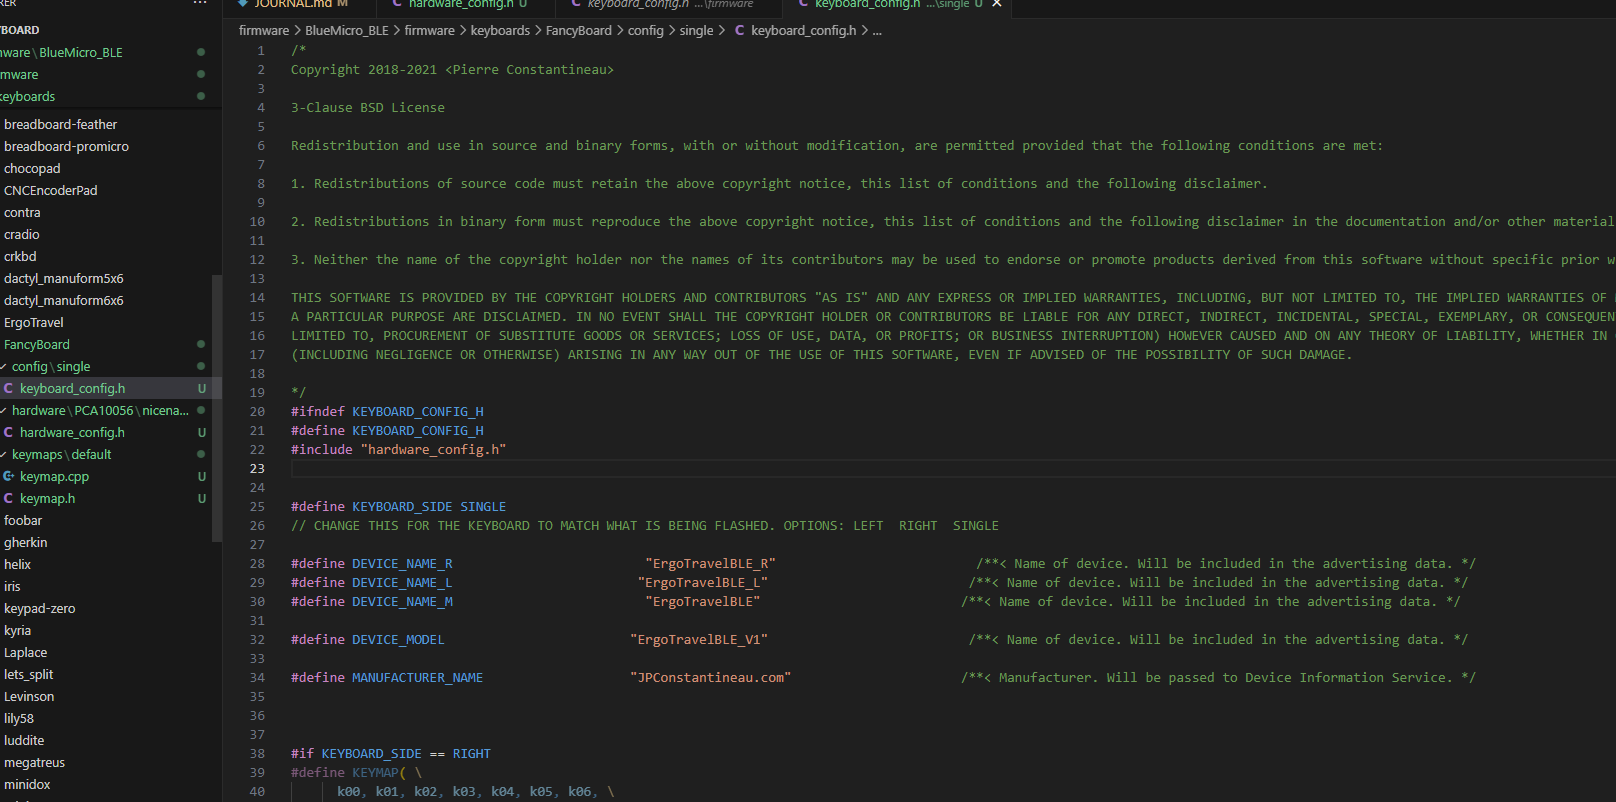 RER
···
JOURNAL.md M
C hardware_config.h U
C keyboard_config.h ...\firmware
C keyboard_config.h ...\single U ×
BOARD
firmware > BlueMicro_BLE > firmware > keyboards > FancyBoard > config > single > C keyboard_config.h > ...
ware\BlueMicro_BLE
mware
eyboards
breadboard-feather
breadboard-promicro
chocopad
CNCEncoderPad
contra
cradio
crkbd
dactyl_manuform5x6
dactyl_manuform6x6
ErgoTravel
FancyBoard
config\single
C keyboard_config.h U
hardware\PCA10056\nicena...
C hardware_config.h U
keymaps\default
keymap.cpp U
C keymap.h U
foobar
gherkin
helix
iris
keypad-zero
kyria
Laplace
lets_split
Levinson
lily58
luddite
megatreus
minidox
1 /*
2 Copyright 2018-2021 <Pierre Constantineau>
3
4 3-Clause BSD License
5
6 Redistribution and use in source and binary forms, with or without modification, are permitted provided that the following conditions are met:
7
8 1. Redistributions of source code must retain the above copyright notice, this list of conditions and the following disclaimer.
9
10 2. Redistributions in binary form must reproduce the above copyright notice, this list of conditions and the following disclaimer in the documentation and/or other material
11
12 3. Neither the name of the copyright holder nor the names of its contributors may be used to endorse or promote products derived from this software without specific prior w
13
14 THIS SOFTWARE IS PROVIDED BY THE COPYRIGHT HOLDERS AND CONTRIBUTORS "AS IS" AND ANY EXPRESS OR IMPLIED WARRANTIES, INCLUDING, BUT NOT LIMITED TO, THE IMPLIED WARRANTIES OF
15 A PARTICULAR PURPOSE ARE DISCLAIMED. IN NO EVENT SHALL THE COPYRIGHT HOLDER OR CONTRIBUTORS BE LIABLE FOR ANY DIRECT, INDIRECT, INCIDENTAL, SPECIAL, EXEMPLARY, OR CONSEQUEN
16 LIMITED TO, PROCUREMENT OF SUBSTITUTE GOODS OR SERVICES; LOSS OF USE, DATA, OR PROFITS; OR BUSINESS INTERRUPTION) HOWEVER CAUSED AND ON ANY THEORY OF LIABILITY, WHETHER IN
17 (INCLUDING NEGLIGENCE OR OTHERWISE) ARISING IN ANY WAY OUT OF THE USE OF THIS SOFTWARE, EVEN IF ADVISED OF THE POSSIBILITY OF SUCH DAMAGE.
18
19 */
20 #ifndef KEYBOARD_CONFIG_H
21 #define KEYBOARD_CONFIG_H
22 #include "hardware_config.h"
23
24
25 #define KEYBOARD_SIDE SINGLE
26 // CHANGE THIS FOR THE KEYBOARD TO MATCH WHAT IS BEING FLASHED. OPTIONS: LEFT RIGHT SINGLE
27
28 #define DEVICE_NAME_R "ErgoTravelBLE_R" /**< Name of device. Will be included in the advertising data. */
29 #define DEVICE_NAME_L "ErgoTravelBLE_L" /**< Name of device. Will be included in the advertising data. */
30 #define DEVICE_NAME_M "ErgoTravelBLE" /**< Name of device. Will be included in the advertising data. */
31
32 #define DEVICE_MODEL "ErgoTravelBLE_V1" /**< Name of device. Will be included in the advertising data. */
33
34 #define MANUFACTURER_NAME "JPConstantineau.com" /**< Manufacturer. Will be passed to Device Information Service. */
35
36
37
38 #if KEYBOARD_SIDE == RIGHT
39 #define KEYMAP( \
40 k00, k01, k02, k03, k04, k05, k06, \